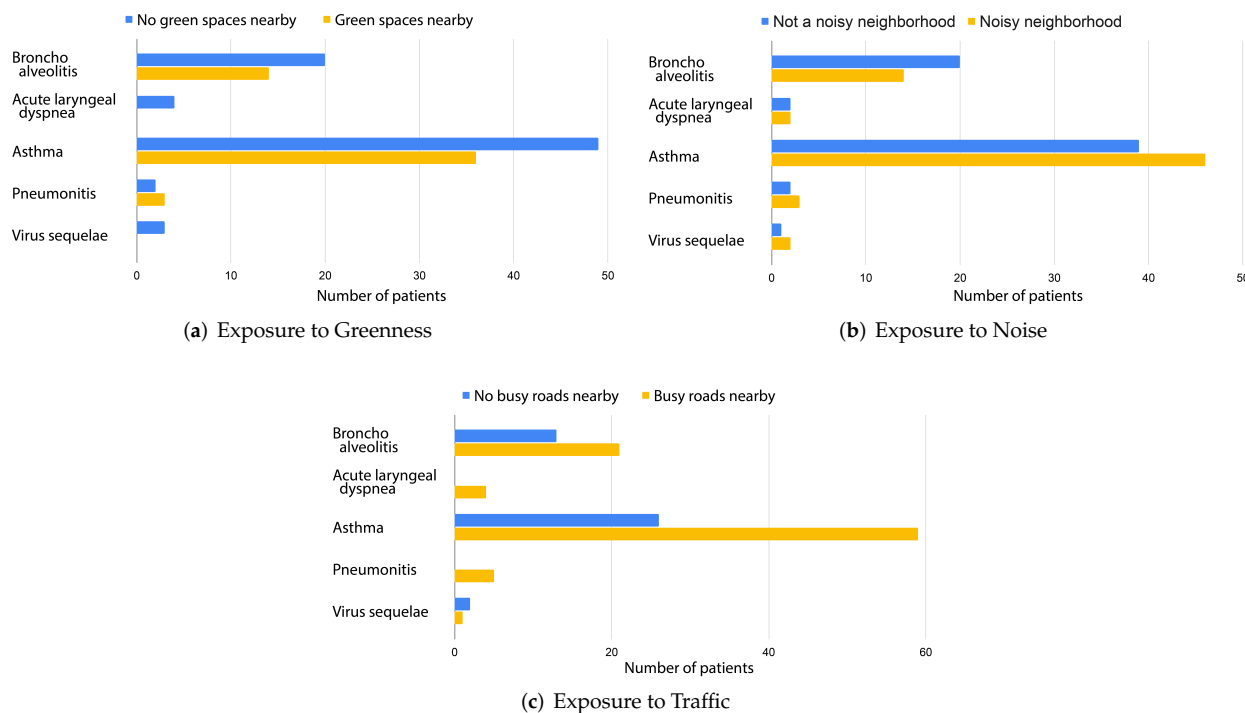 No green spaces nearby Green spaces nearby
Broncho
alveolitis
Acute laryngeal
dyspnea
Asthma
Pneumonitis
Virus sequelae
0 10 20 30 40 50
Number of patients
(a) Exposure to Greenness
Not a noisy neighborhood Noisy neighborhood
Broncho
alveolitis
Acute laryngeal
dyspnea
Asthma
Pneumonitis
Virus sequelae
0 10 20 30 40 50
Number of patients
(b) Exposure to Noise
No busy roads nearby Busy roads nearby
Broncho
alveolitis
Acute laryngeal
dyspnea
Asthma
Pneumonitis
Virus sequelae
0 20 40 60
Number of patients
(c) Exposure to Traffic